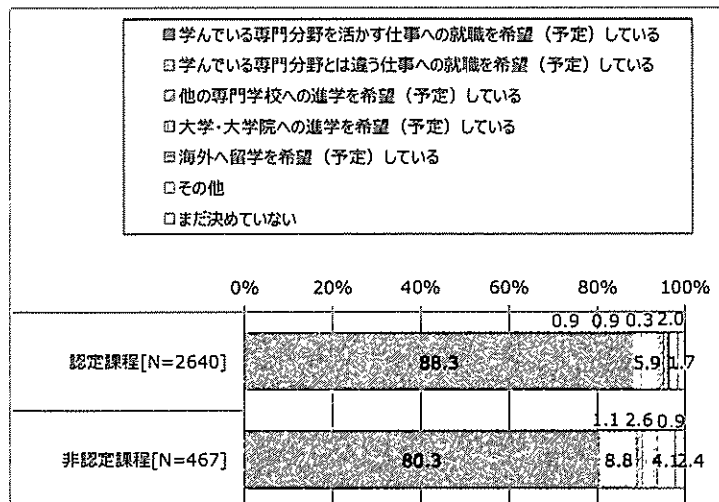 学んでいる専門分野を活かす仕事への就職を希望（予定）している
学んでいる専門分野とは違う仕事への就職を希望（予定）している
他の専門学校への進学を希望（予定）している
大学・大学院への進学を希望（予定）している
海外へ留学を希望（予定）している
その他
まだ決めていない
0% 20% 40% 60% 80% 100%
0.9 0.9 0.3 2.0
認定課程[N=2640] 88.3 5.9 1.7
1.1 2.6 0.9
非認定課程[N=467] 80.3 8.8 4.1 2.4